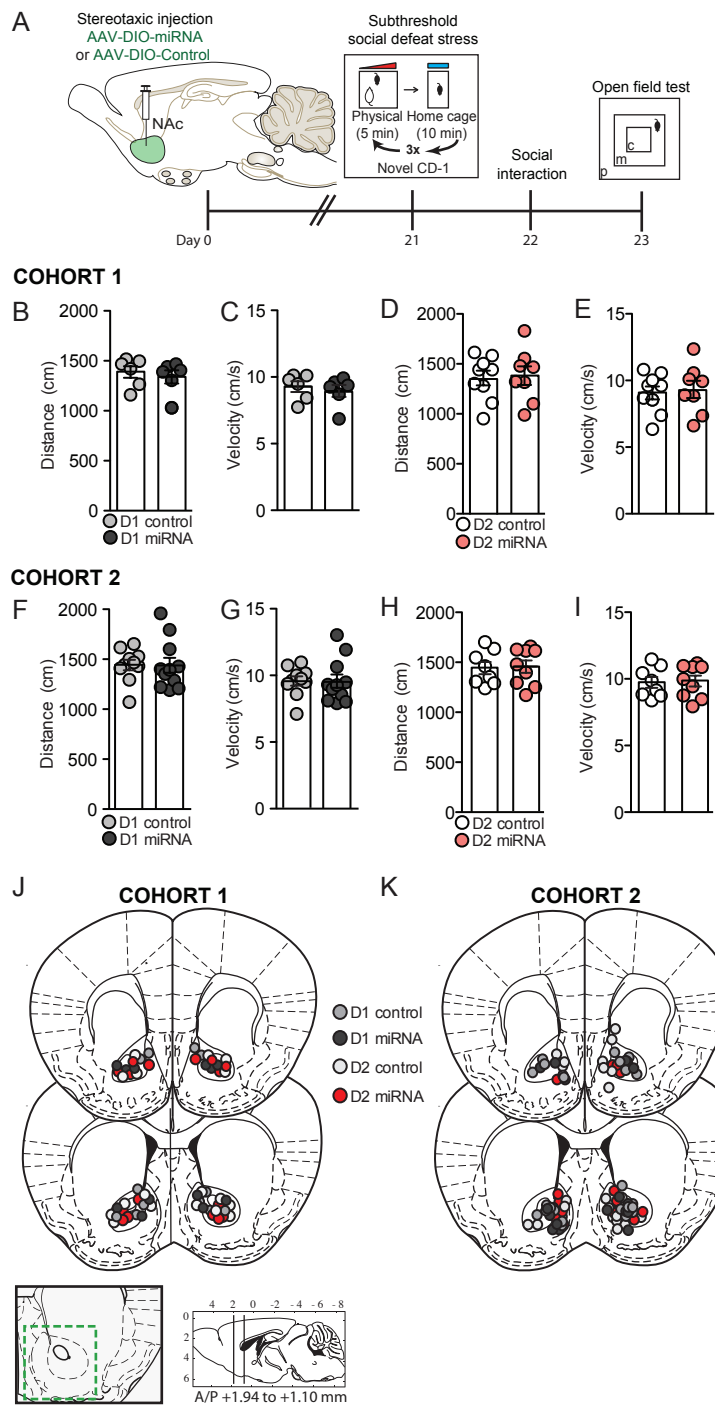 A
Stereotaxic injection
AAV-DIO-miRNA
or AAV-DIO-Control
NAc
Subthreshold
social defeat stress
Physical
(5 min)
Home cage
(10 min)
3x
Novel CD-1
Social
interaction
Open field test
c
m
p
Day 0
21
22
23
COHORT 1
B
Distance (cm)
2000
1500
1000
500
0
D1 control
D1 miRNA
C
Velocity (cm/s)
15
10
5
0
D
Distance (cm)
2000
1500
1000
500
0
D2 control
D2 miRNA
E
Velocity (cm/s)
15
10
5
0
COHORT 2
F
Distance (cm)
2000
1500
1000
500
0
D1 control
D1 miRNA
G
Velocity (cm/s)
15
10
5
0
H
Distance (cm)
2000
1500
1000
500
0
D2 control
D2 miRNA
I
Velocity (cm/s)
15
10
5
0
J
COHORT 1
K
COHORT 2
D1 control
D1 miRNA
D2 control
D2 miRNA
4 2 0 -2 -4 -6 -8
0
2
4
6
A/P +1.94 to +1.10 mm